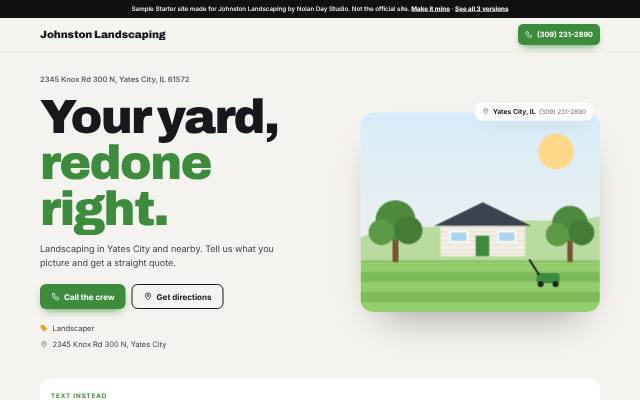 Sample Starter site made for Johnston Landscaping by Nolan Day Studio. Not the official site. Make it mine · See all 3 versions
Johnston Landscaping
(309) 231-2890
2345 Knox Rd 300 N, Yates City, IL 61572
Your yard,
redone
right.
Yates City, IL (309) 231-2890
Landscaping in Yates City and nearby. Tell us what you
picture and get a straight quote.
Call the crew
Get directions
Landscaper
2345 Knox Rd 300 N, Yates City
TEXT INSTEAD